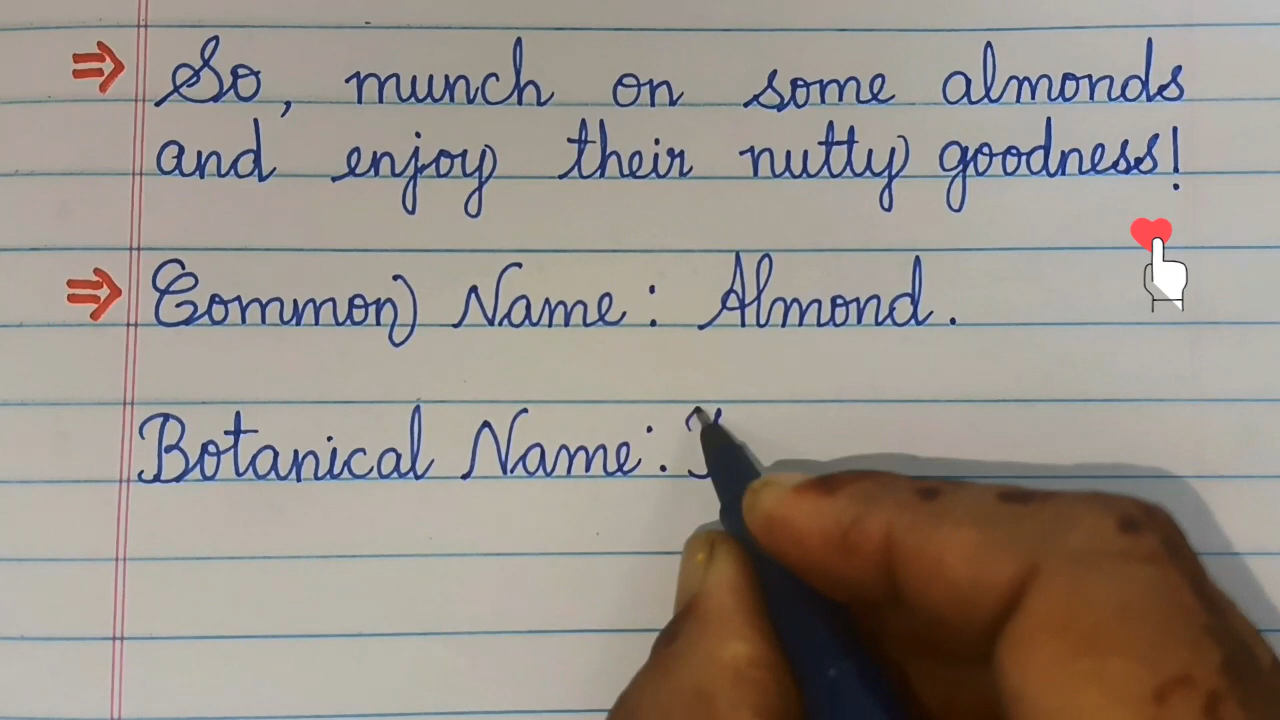 ⇒ So, munch on some almonds
and enjoy their nutty goodness!
⇒ Common Name: Almond.
Botanical Name: